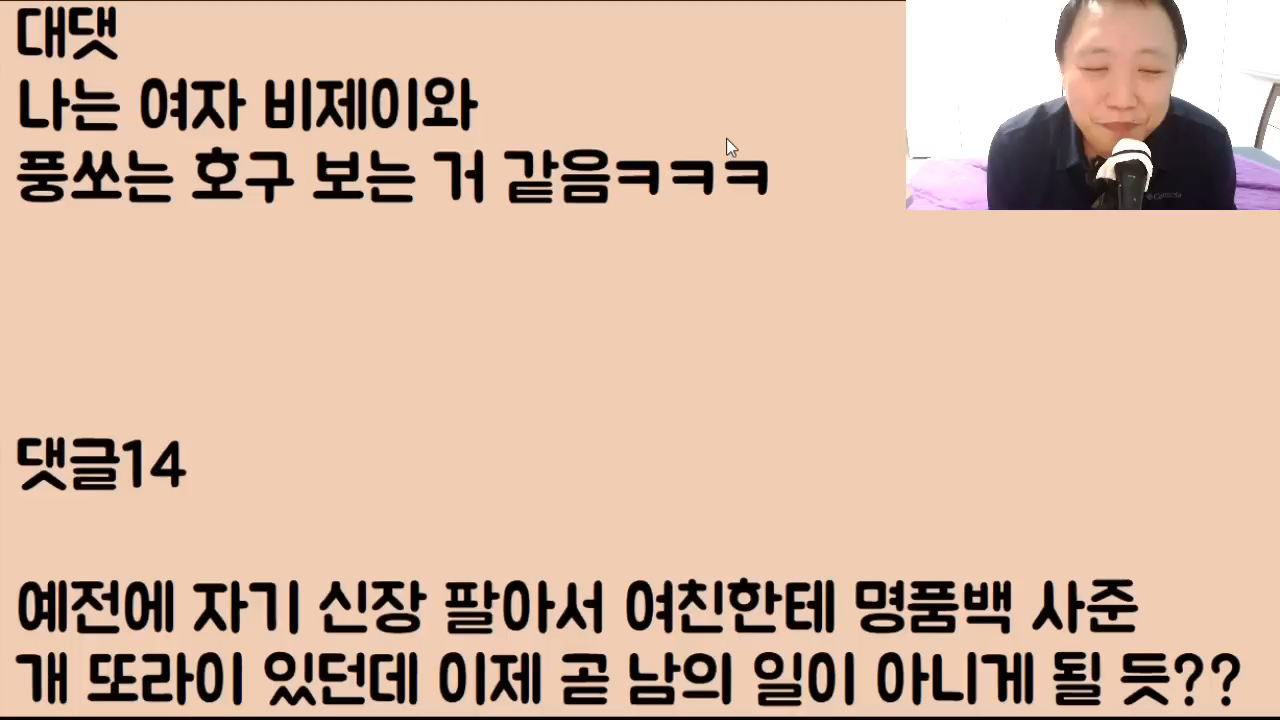 대댓
나는 여자 비제이와
풍쏘는 호구 보는 거 같음ㅋㅋㅋ
댓글14
예전에 자기 신장 팔아서 여친한테 명품백 사준
개 또라이 있던데 이제 곧 남의 일이 아니게 될 듯??